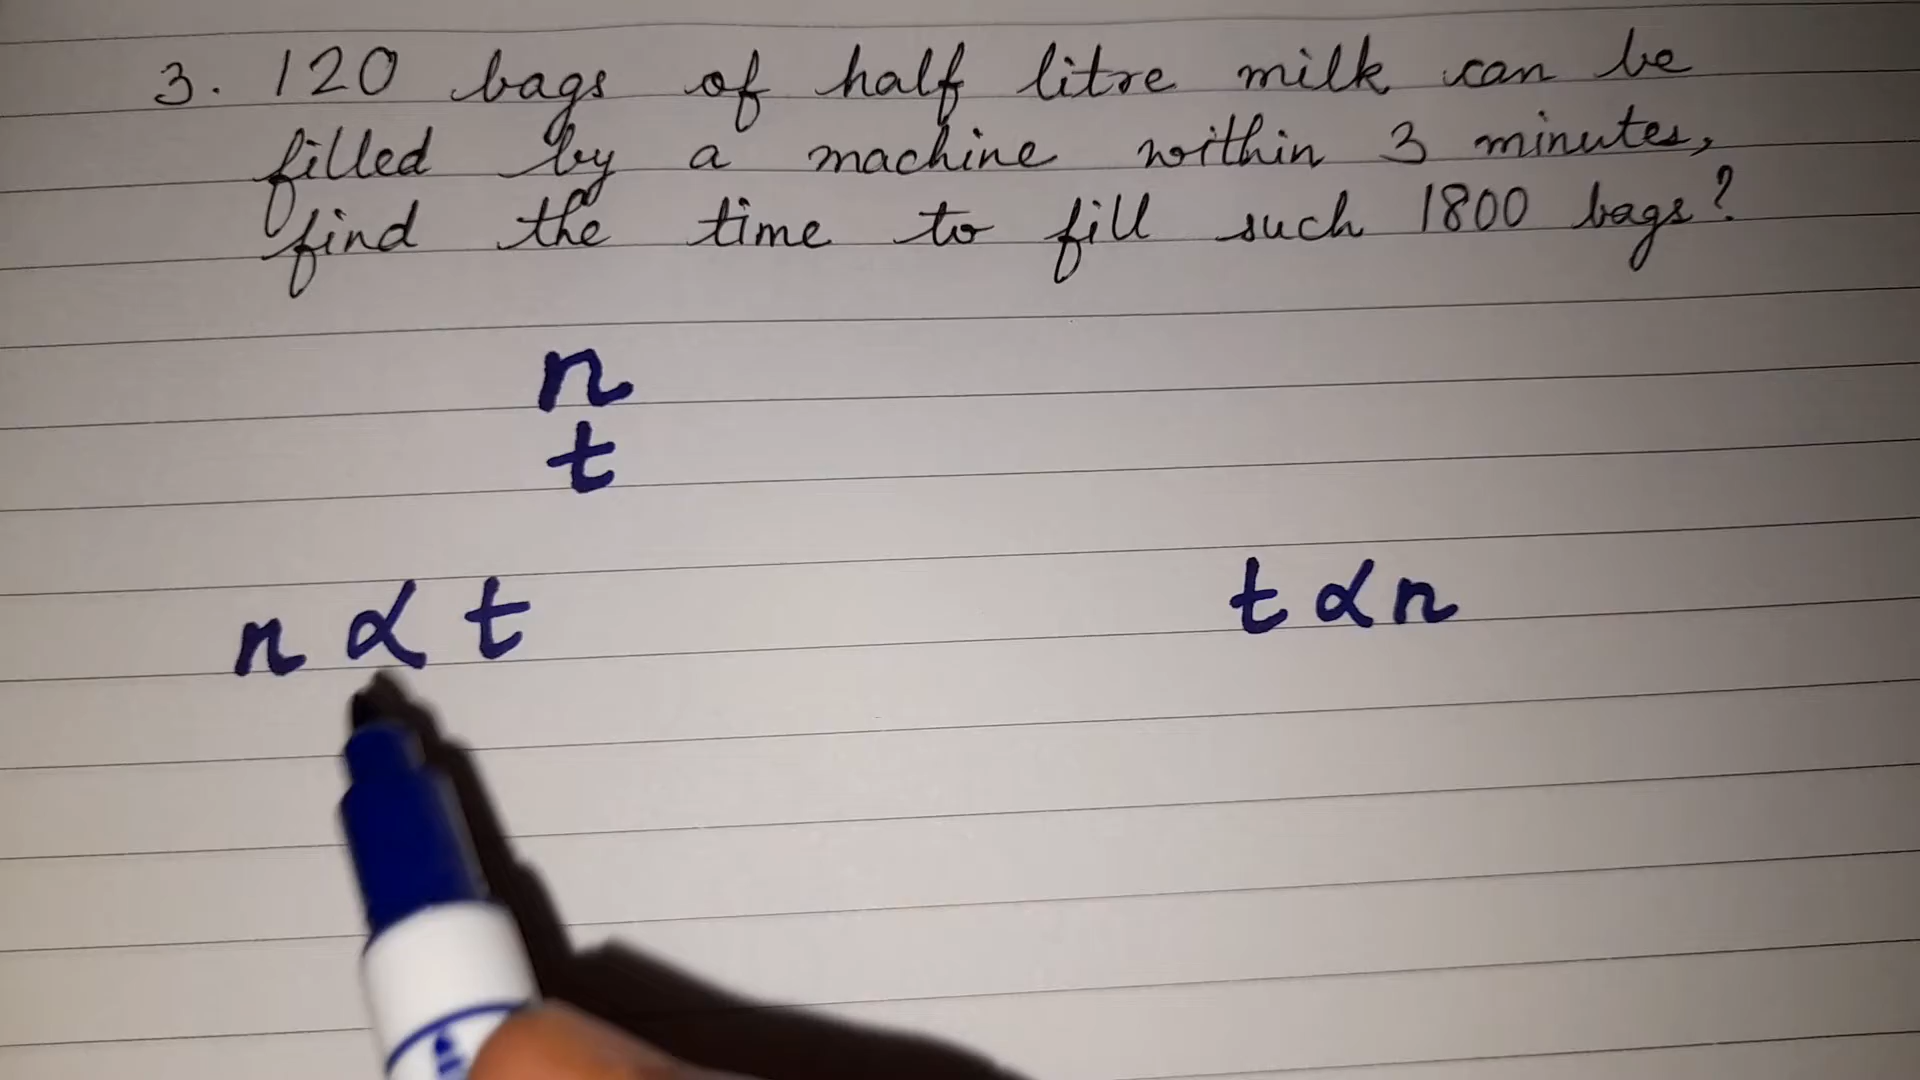 3. 120 bags of half litre milk can be
filled by a machine within 3 minutes,
find the time to fill such 1800 bags?
n
t
n ∝ t
t ∝ n